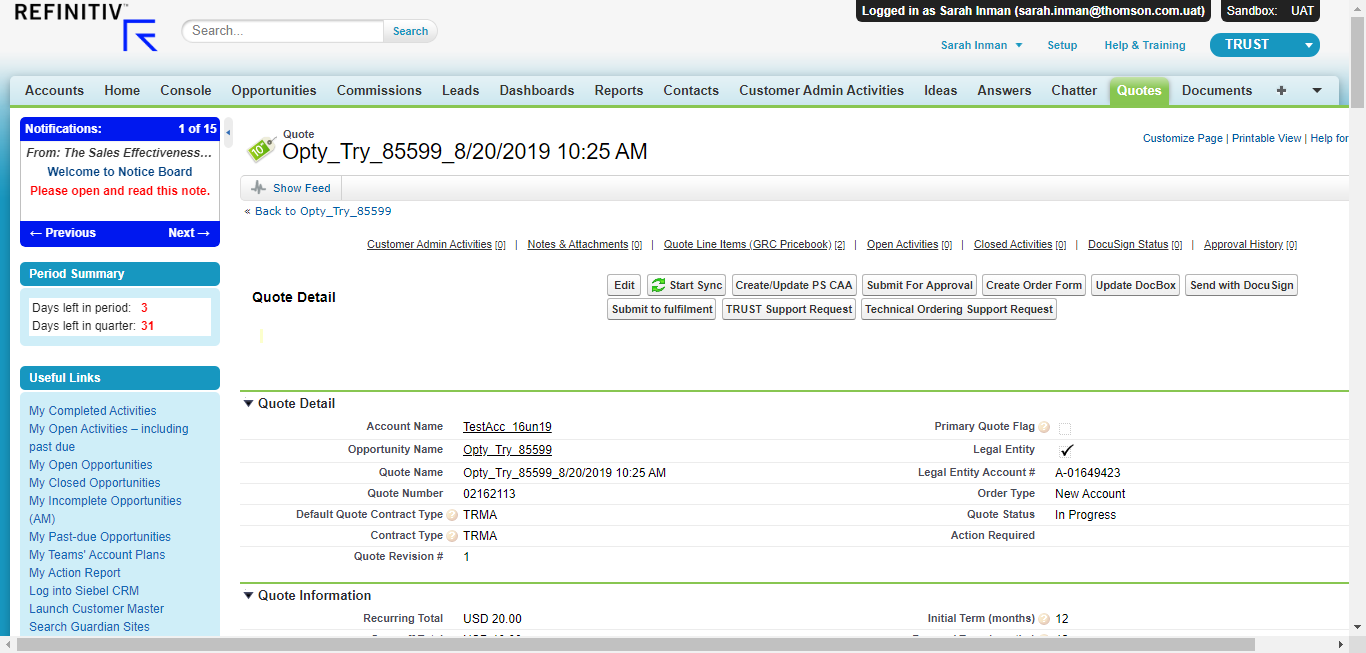 REFINITIV™
Search...
Search
Logged in as Sarah Inman (sarah.inman@thomson.com.uat)
Sandbox: UAT
Sarah Inman
Setup
Help & Training
TRUST
Accounts Home Console Opportunities Commissions Leads Dashboards Reports Contacts Customer Admin Activities Ideas Answers Chatter Quotes Documents +
Notifications: 1 of 15
From: The Sales Effectiveness...
Welcome to Notice Board
Please open and read this note.
← Previous Next →
Period Summary
Days left in period: 3
Days left in quarter: 31
Useful Links
My Completed Activities
My Open Activities – including
past due
My Open Opportunities
My Closed Opportunities
My Incomplete Opportunities
(AM)
My Past-due Opportunities
My Teams' Account Plans
My Action Report
Log into Siebel CRM
Launch Customer Master
Search Guardian Sites
Quote
Opty_Try_85599_8/20/2019 10:25 AM
Customize Page | Printable View | Help for
Show Feed
« Back to Opty_Try_85599
Customer Admin Activities [0] | Notes & Attachments [0] | Quote Line Items (GRC Pricebook) [2] | Open Activities [0] | Closed Activities [0] | DocuSign Status [0] | Approval History [0]
Quote Detail
Edit Start Sync Create/Update PS CAA Submit For Approval Create Order Form Update DocBox Send with DocuSign
Submit to fulfilment TRUST Support Request Technical Ordering Support Request
Quote Detail
Account Name TestAcc_16un19 Primary Quote Flag ?
Opportunity Name Opty_Try_85599 Legal Entity ✓
Quote Name Opty_Try_85599_8/20/2019 10:25 AM Legal Entity Account # A-01649423
Quote Number 02162113 Order Type New Account
Default Quote Contract Type ? TRMA Quote Status In Progress
Contract Type ? TRMA Action Required
Quote Revision # 1
Quote Information
Recurring Total USD 20.00 Initial Term (months) ? 12